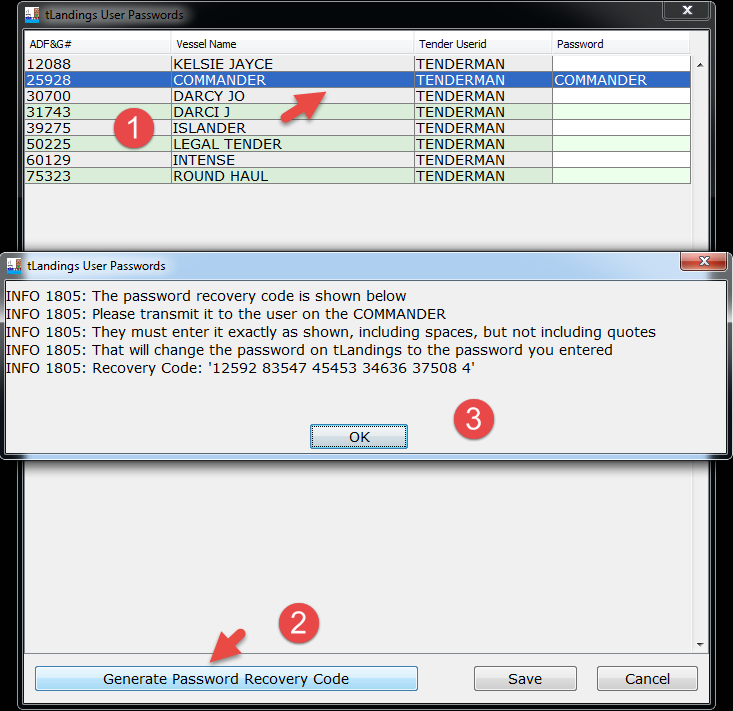 tLandings User Passwords
ADF&G# Vessel Name Tender Userid Password
12088 KELSIE JAYCE TENDERMAN
25928 COMMANDER TENDERMAN COMMANDER
30700 DARCY JO TENDERMAN
31743 DARCI J TENDERMAN
1
39275 ISLANDER TENDERMAN
50225 LEGAL TENDER TENDERMAN
60129 INTENSE TENDERMAN
75323 ROUND HAUL TENDERMAN
tLandings User Passwords
INFO 1805: The password recovery code is shown below
INFO 1805: Please transmit it to the user on the COMMANDER
INFO 1805: They must enter it exactly as shown, including spaces, but not including quotes
INFO 1805: That will change the password on tLandings to the password you entered
INFO 1805: Recovery Code: '12592 83547 45453 34636 37508 4'
3
OK
2
Generate Password Recovery Code Save Cancel